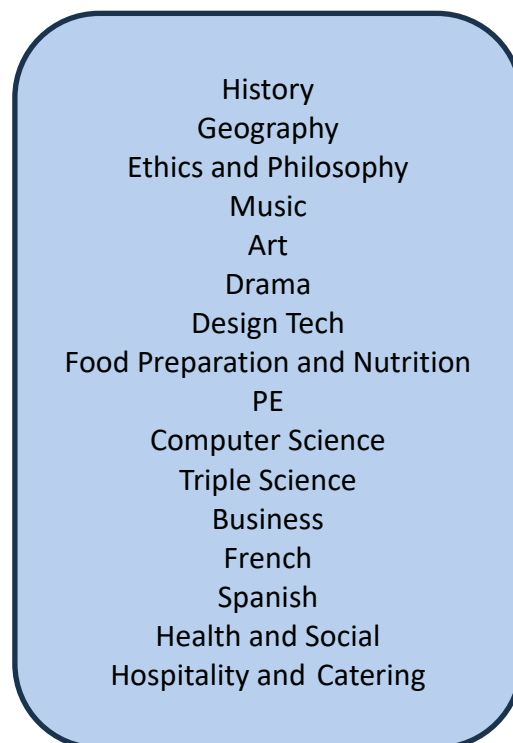 History
Geography
Ethics and Philosophy
Music
Art
Drama
Design Tech
Food Preparation and Nutrition
PE
Computer Science
Triple Science
Business
French
Spanish
Health and Social
Hospitality and Catering